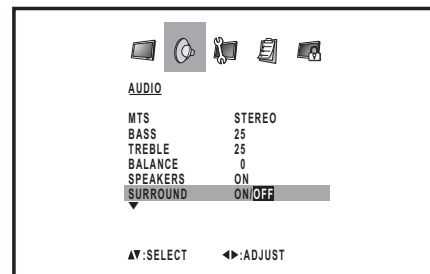 AUDIO
MTS STEREO
BASS 25
TREBLE 25
BALANCE 0
SPEAKERS ON
SURROUND ON/OFF
▼
▲▼:SELECT ◀▶:ADJUST